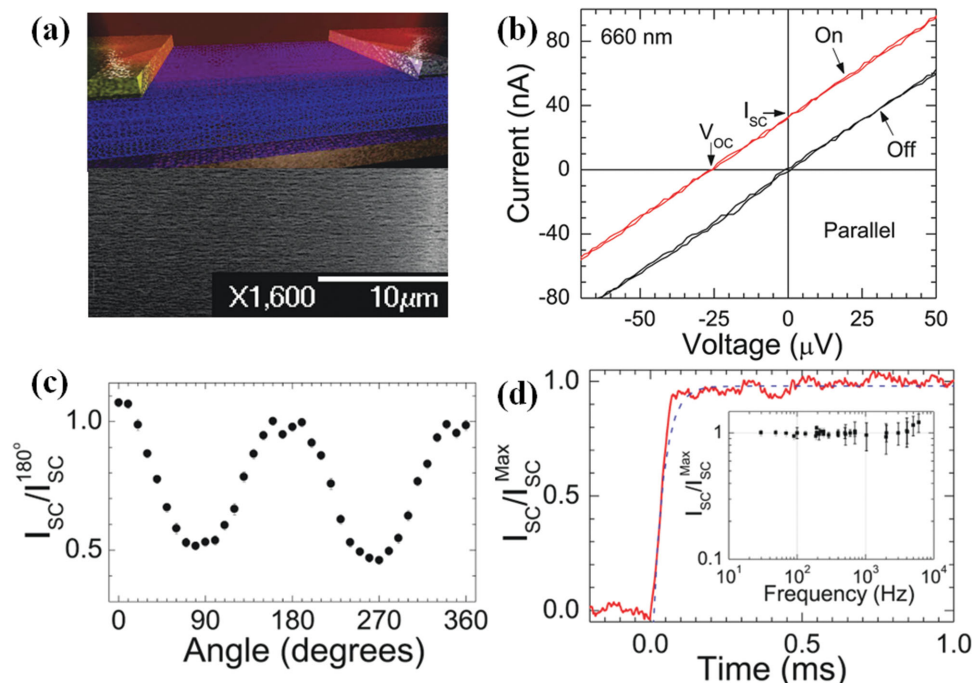 (a)
X1,600 10μm
(b)
660 nm
On
I_SC
V_OC
Off
Parallel
Current (nA)
80
40
0
-40
-80
-50 -25 0 25 50
Voltage (μV)
(c)
I_SC/I_SC^180°
1.0
0.5
0 90 180 270 360
Angle (degrees)
(d)
I_SC/I_SC^Max
1.0
0.5
0.0
0.0 0.5 1.0
Time (ms)
I_SC/I_SC^Max
1
0.1
10^1 10^2 10^3 10^4
Frequency (Hz)